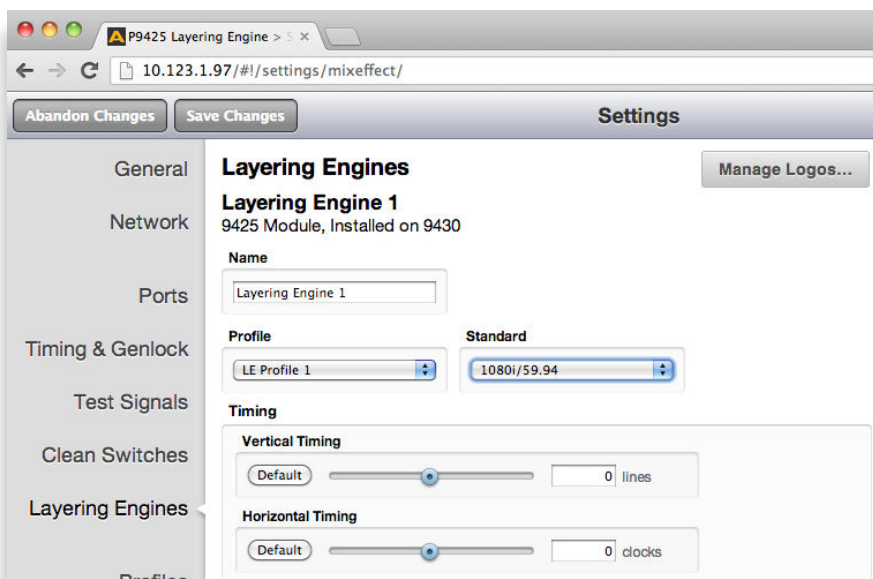 P9425 Layering Engine > S
10.123.1.97/#!/settings/mixeffect/
Abandon Changes
Save Changes
Settings
General
Network
Ports
Timing & Genlock
Test Signals
Clean Switches
Layering Engines
Profiles
Layering Engines
Manage Logos...
Layering Engine 1
9425 Module, Installed on 9430
Name
Layering Engine 1
Profile
Standard
LE Profile 1
1080i/59.94
Timing
Vertical Timing
Default
0 lines
Horizontal Timing
Default
0 clocks